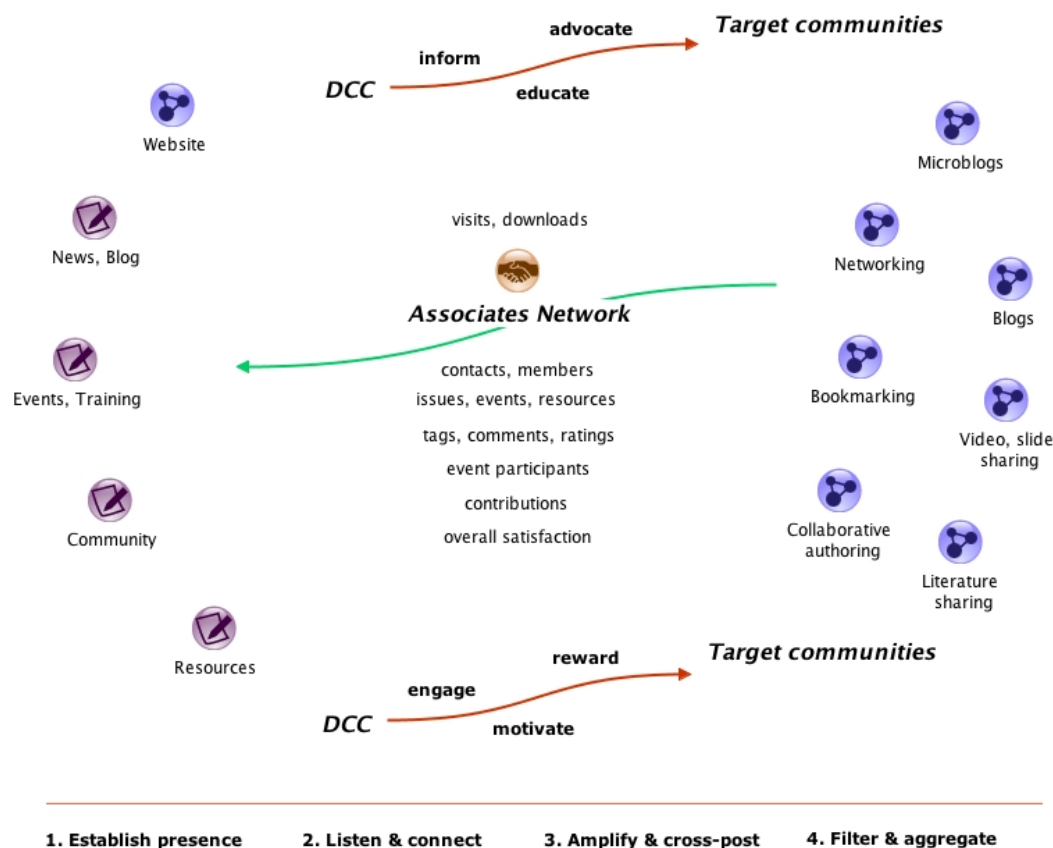 Target communities
advocate
inform
DCC
educate
Website
Microblogs
News, Blog
visits, downloads
Networking
Associates Network
Blogs
Events, Training
contacts, members
issues, events, resources
Bookmarking
tags, comments, ratings
Video, slide
sharing
event participants
contributions
Community
overall satisfaction
Collaborative
authoring
Literature
sharing
Resources
Target communities
reward
engage
DCC
motivate
1. Establish presence
2. Listen & connect
3. Amplify & cross-post
4. Filter & aggregate